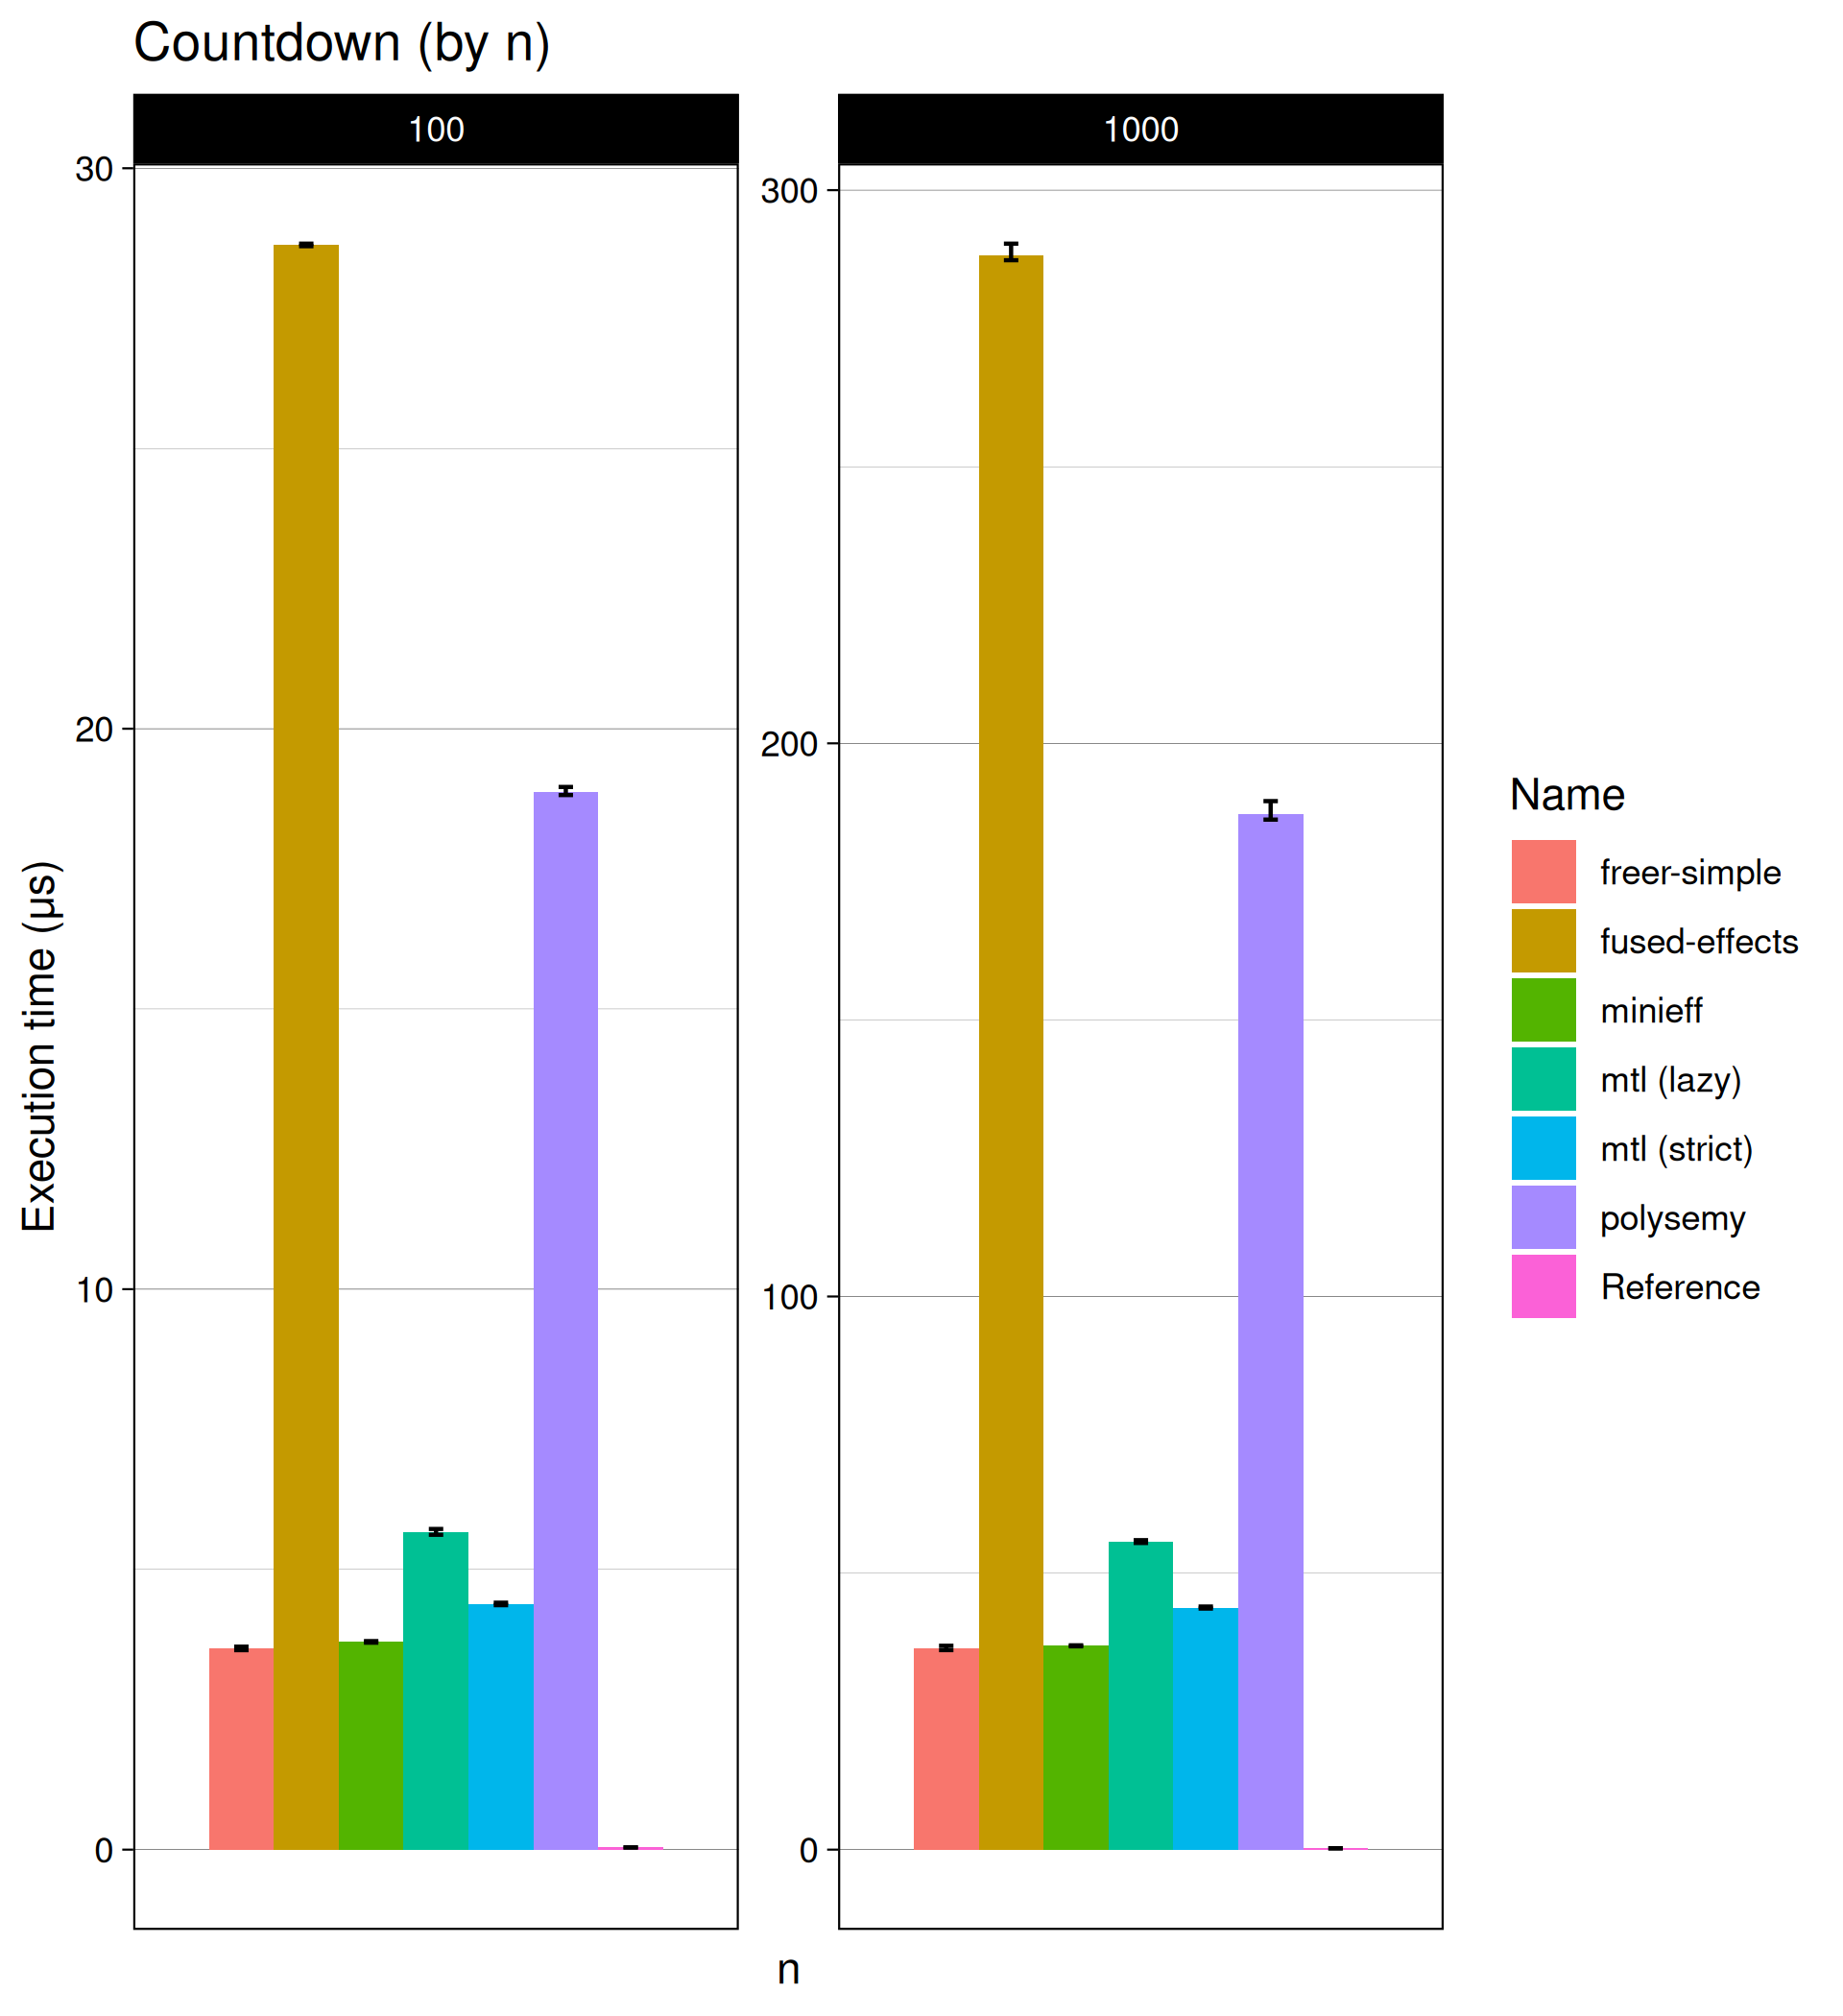 Countdown (by n)
100
1000
30
20
10
0
300
200
100
0
Execution time (μs)
n
Name
freer-simple
fused-effects
minieff
mtl (lazy)
mtl (strict)
polysemy
Reference